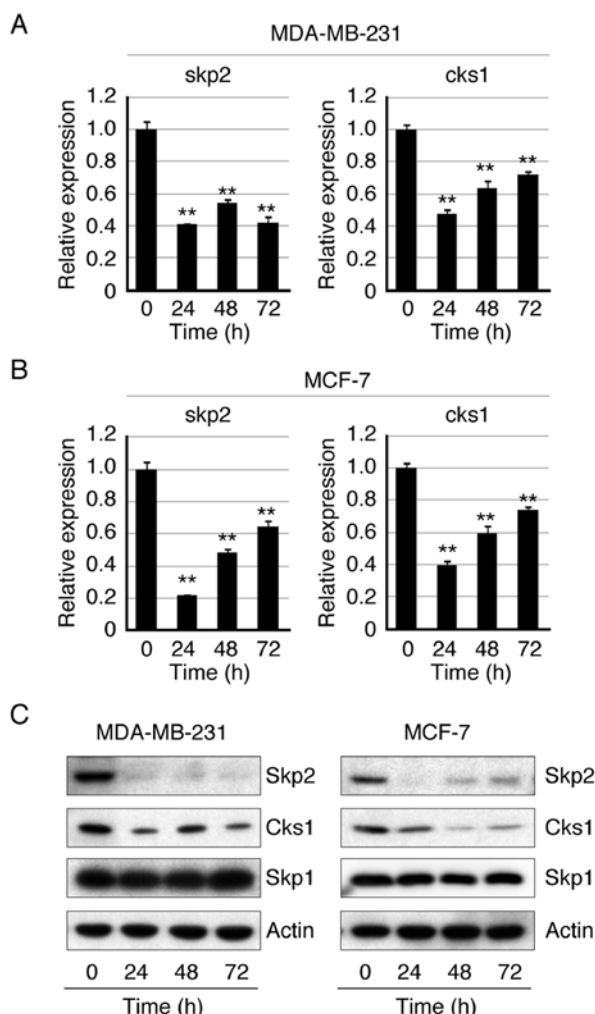 A
MDA-MB-231
skp2
cks1
Relative expression
1.2
1.0
0.8
0.6
0.4
0.2
0
**
**
**
0 24 48 72
Time (h)
Relative expression
1.2
1.0
0.8
0.6
0.4
0.2
0
**
**
**
0 24 48 72
Time (h)
B
MCF-7
skp2
cks1
Relative expression
1.2
1.0
0.8
0.6
0.4
0.2
0
**
**
**
0 24 48 72
Time (h)
Relative expression
1.2
1.0
0.8
0.6
0.4
0.2
0
**
**
**
0 24 48 72
Time (h)
C
MDA-MB-231
Skp2
Cks1
Skp1
Actin
0 24 48 72
Time (h)
MCF-7
Skp2
Cks1
Skp1
Actin
0 24 48 72
Time (h)